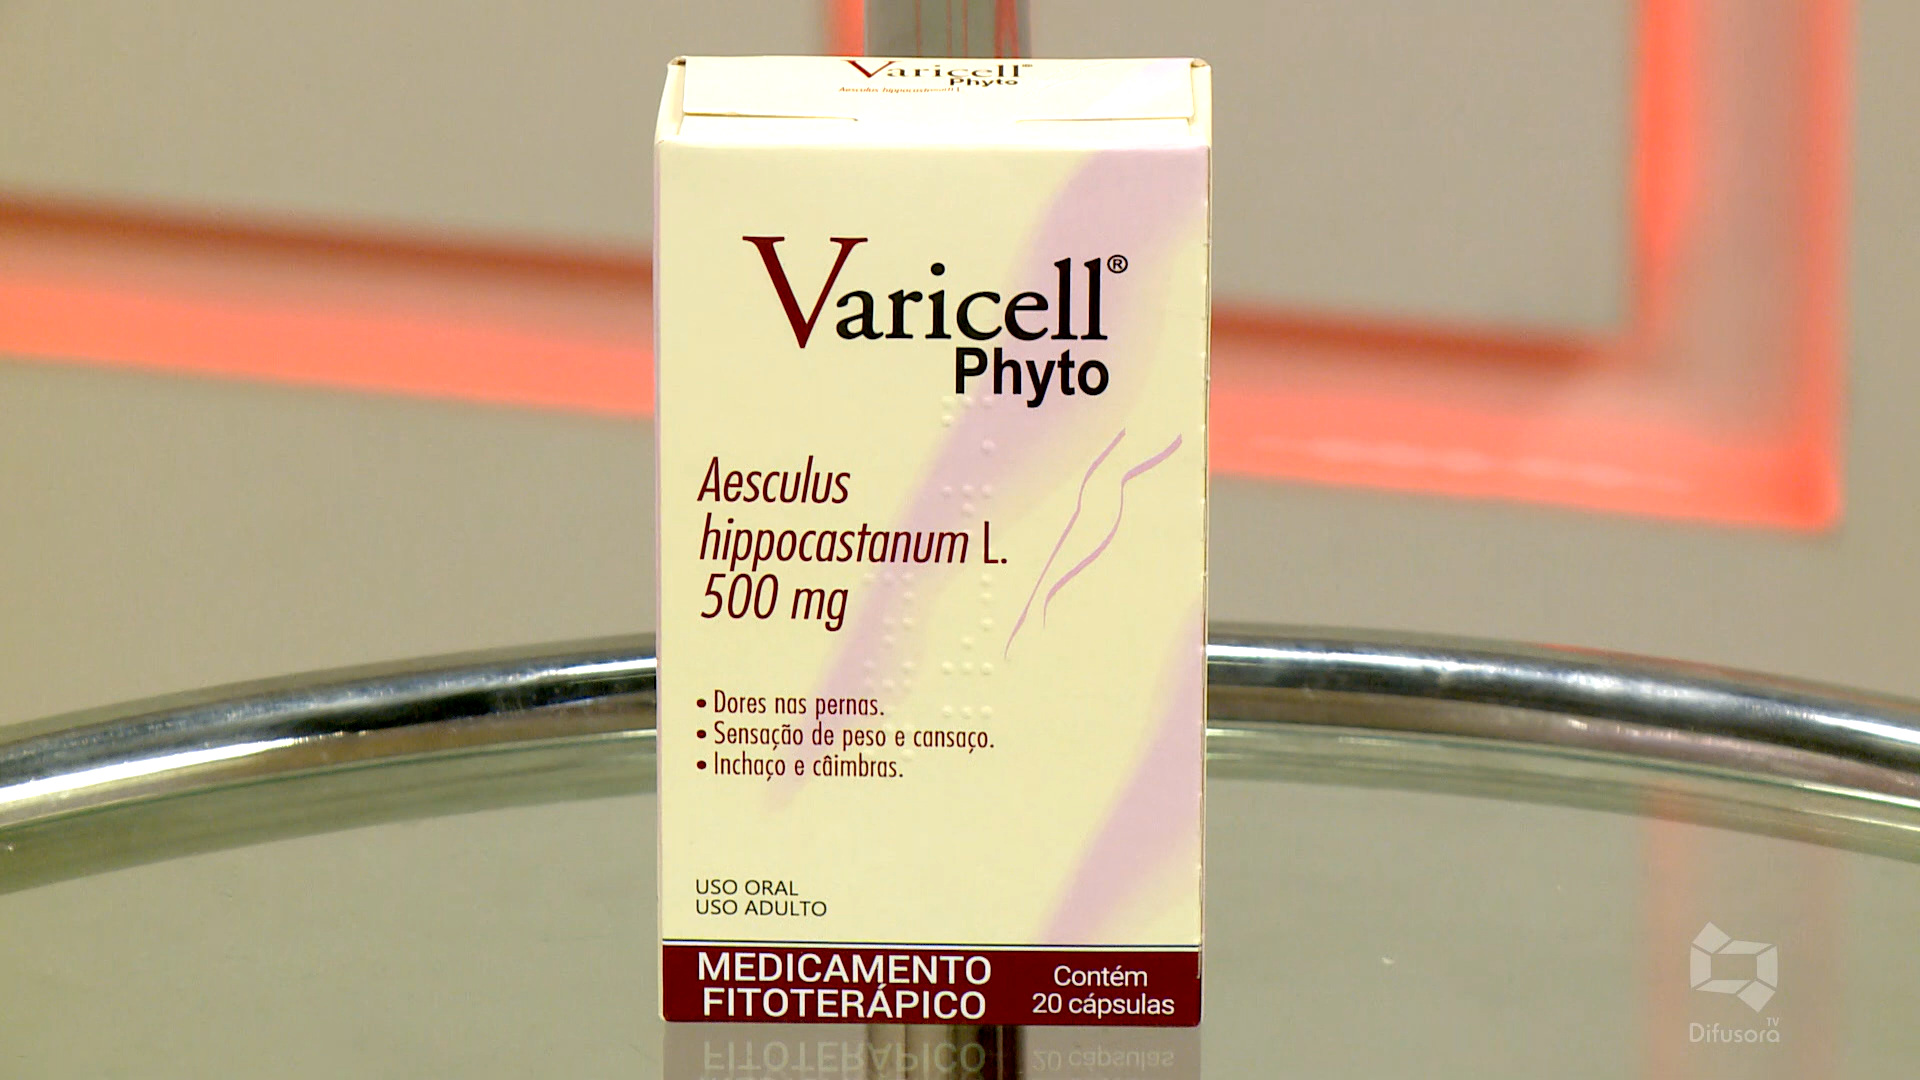 Varicell®
Phyto
Aesculus hippocastanum L.
Varicell®
Phyto
Aesculus
hippocastanum L.
500 mg
• Dores nas pernas.
• Sensação de peso e cansaço.
• Inchaço e câimbras.
USO ORAL
USO ADULTO
MEDICAMENTO
FITOTERÁPICO
Contém
20 cápsulas
TV
Difusora